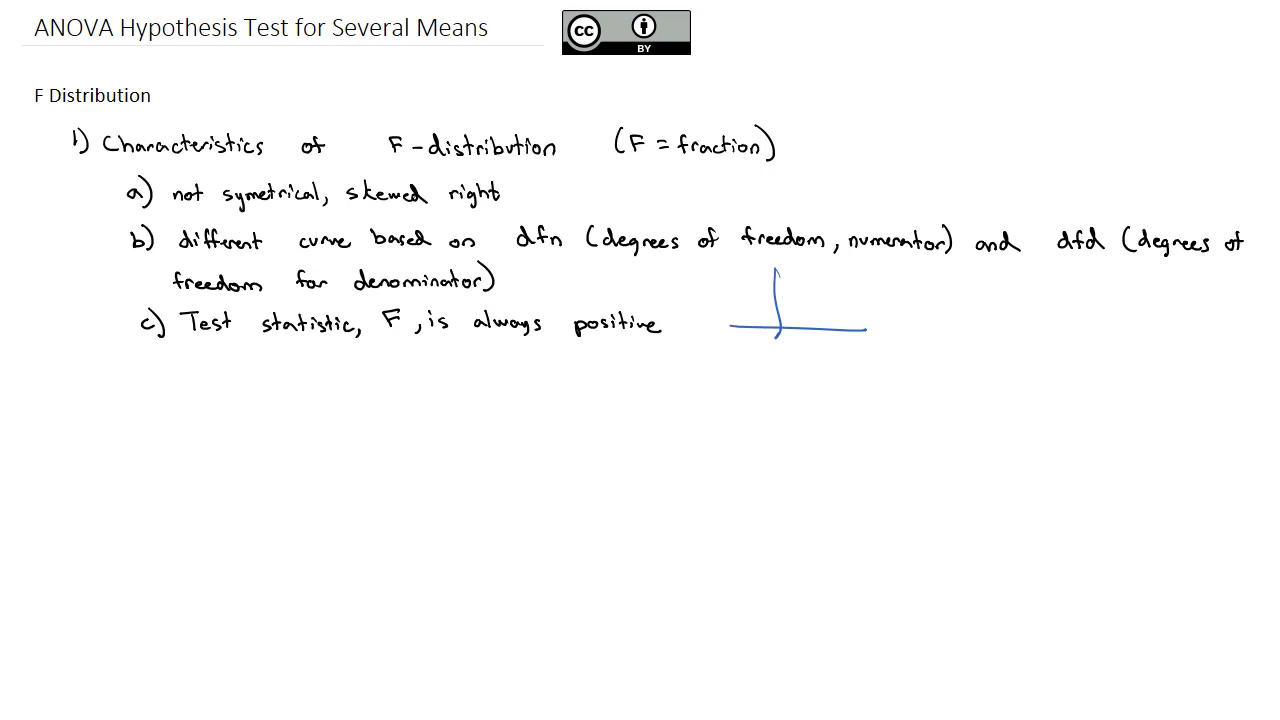 ANOVA Hypothesis Test for Several Means
cc BY
F Distribution
1) Characteristics of F-distribution (F = fraction)
a) not symetrical, skewed right
b) different curve based on dfn (degrees of freedom, numerator) and dfd (degrees of
freedom for denominator)
c) Test statistic, F, is always positive